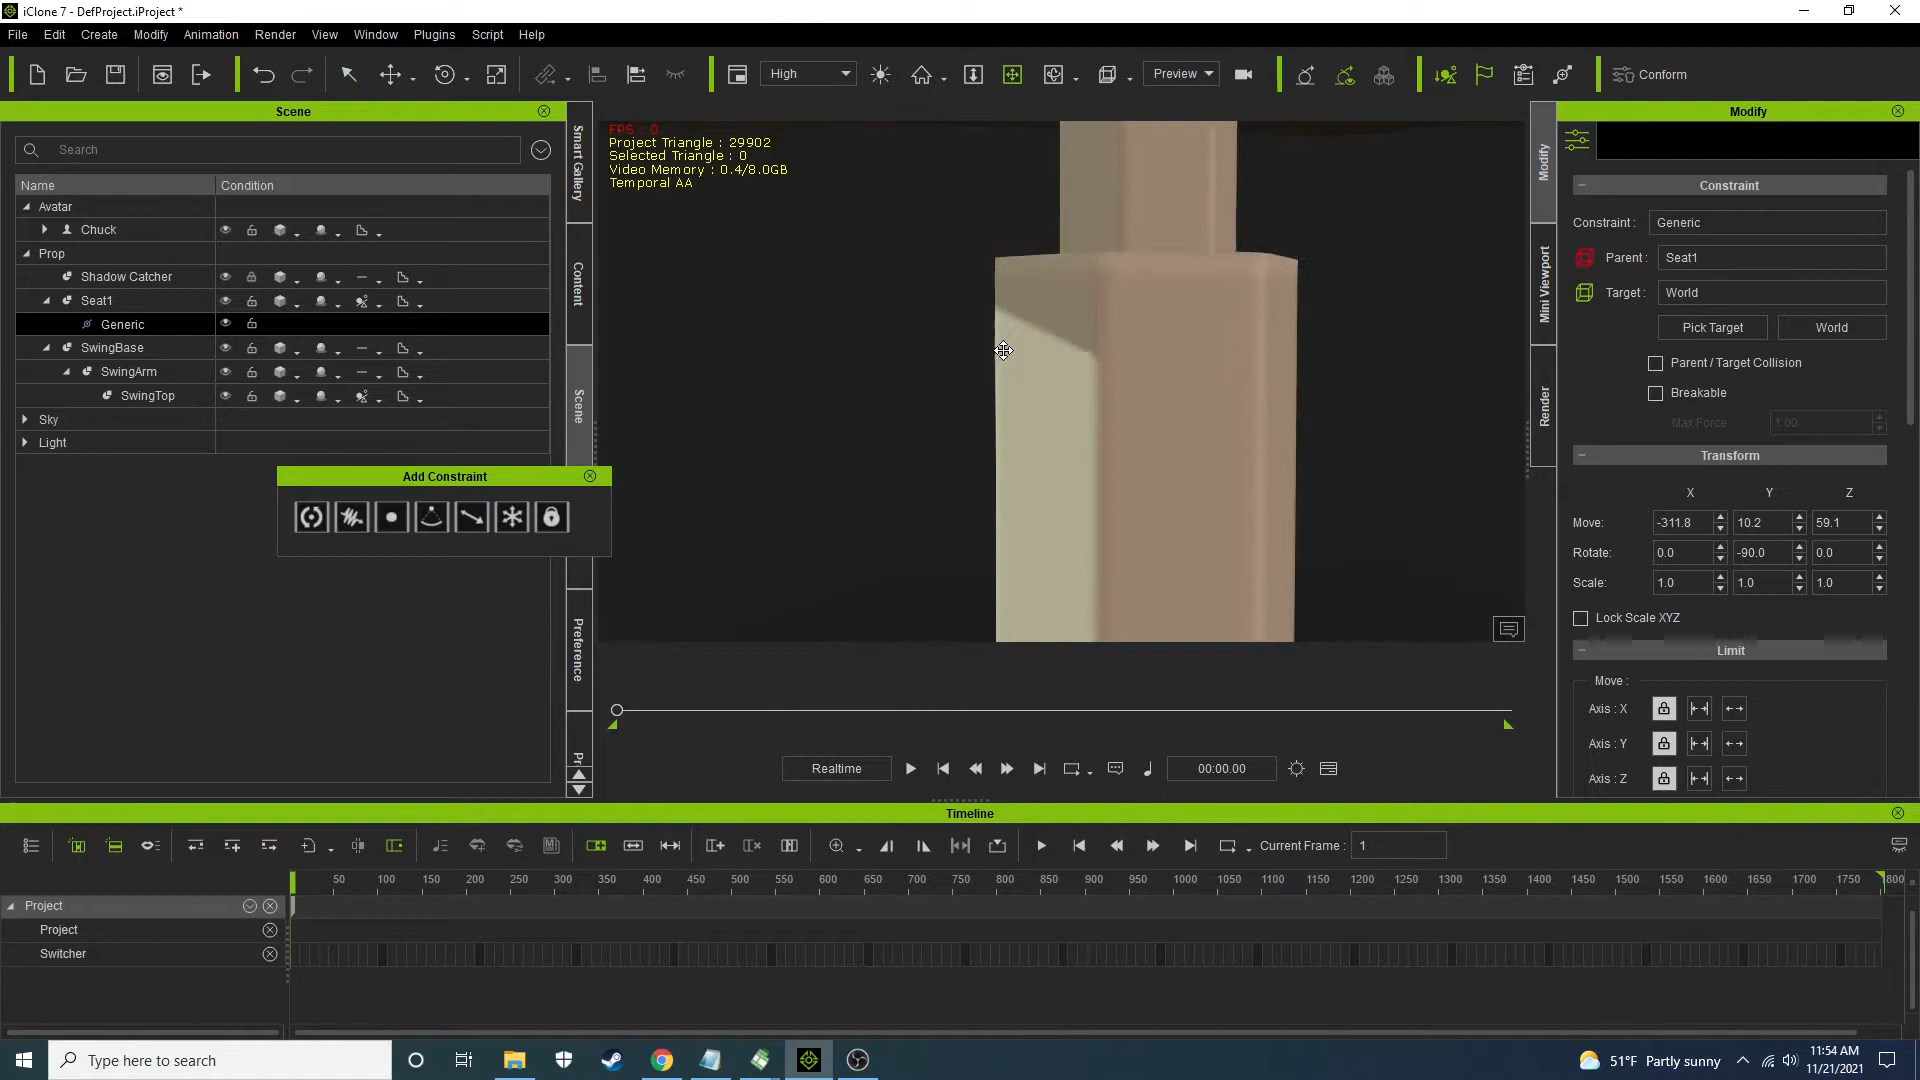 iClone 7 - DefProject.iProject *
File Edit Create Modify Animation Render View Window Plugins Script Help
High Preview Conform
Scene
Search
Name Condition
Avatar
Chuck
Prop
Shadow Catcher
Seat1
Generic
SwingBase
SwingArm
SwingTop
Sky
Light
Add Constraint
Smart Gallery
Content
Scene
Preference
Pr
FPS : 0
Project Triangle : 29902
Selected Triangle : 0
Video Memory : 0.4/8.0GB
Temporal AA
Modify
Mini Viewport
Render
Modify
Constraint
Constraint : Generic
Parent : Seat1
Target : World
Pick Target World
Parent / Target Collision
Breakable
Max Force 1.00
Transform
X Y Z
Move: -311.8 10.2 59.1
Rotate: 0.0 -90.0 0.0
Scale: 1.0 1.0 1.0
Lock Scale XYZ
Limit
Move :
Axis : X
Axis : Y
Axis : Z
Realtime 00:00.00
Timeline
Current Frame : 1
50 100 150 200 250 300 350 400 450 500 550 600 650 700 750 800 850 900 950 1000 1050 1100 1150 1200 1250 1300 1350 1400 1450 1500 1550 1600 1650 1700 1750 800
Project
Project
Switcher
Type here to search
51°F Partly sunny
11:54 AM
11/21/2021